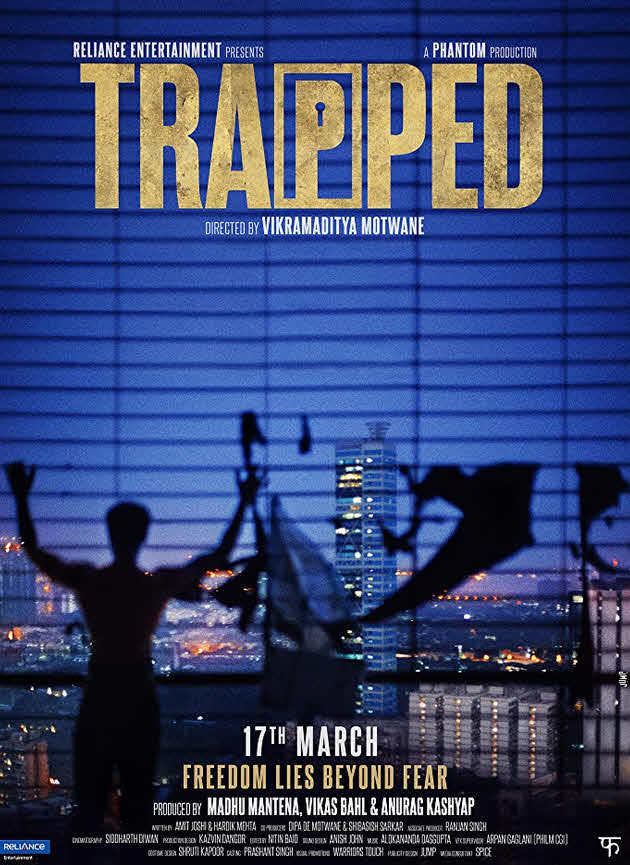 RELIANCE ENTERTAINMENT PRESENTS A PHANTOM PRODUCTION
TRAPPED
DIRECTED BY VIKRAMADITYA MOTWANE
17TH MARCH
FREEDOM LIES BEYOND FEAR
PRODUCED BY MADHU MANTENA, VIKAS BAHL & ANURAG KASHYAP
WRITTEN BY AMIT JOSHI & HARDIK MEHTA CO PRODUCERS DIPA DE MOTWANE & SHIBASISH SARKAR ASSOCIATE PRODUCER RANJAN SINGH
CINEMATOGRAPHY SIDDHARTH DIWAN PRODUCTION DESIGN KAZVIN DANGOR EDITED BY NITIN BAID SOUND DESIGN ANISH JOHN MUSIC ALOKANANDA DASGUPTA VFX SUPERVISOR ARPAN GAGLANI (PHILM CGI)
COSTUME DESIGN SHRUTI KAPOOR CASTING PRASHANT SINGH VISUAL PROMOTIONS WARRIORS TOUCH PUBLICITY DESIGN JUMP MEDIA CONSULTANT SPICE
RELIANCE
Entertainment
फ
JUMP